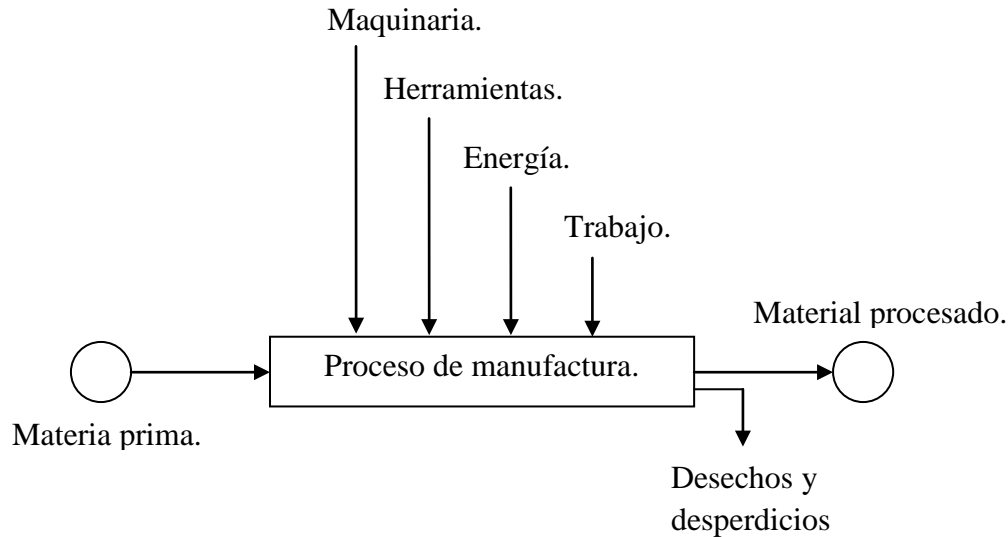 Maquinaria.
Herramientas.
Energía.
Trabajo.
Material procesado.
Proceso de manufactura.
Materia prima.
Desechos y
desperdicios